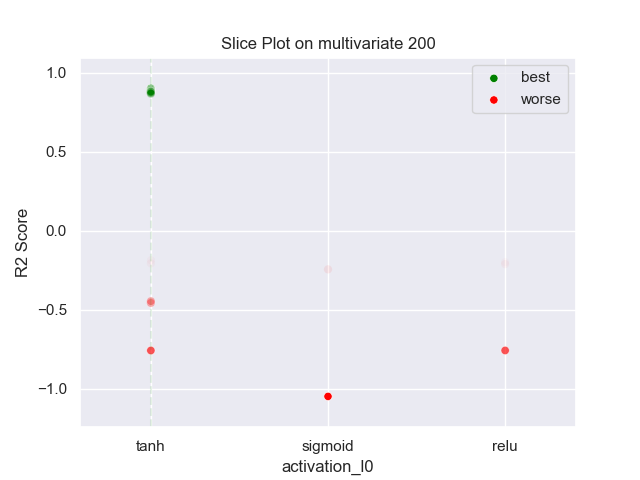 Slice Plot on multivariate 200
best
worse
1.0
0.5
0.0
−0.5
−1.0
R2 Score
tanh
sigmoid
relu
activation_l0